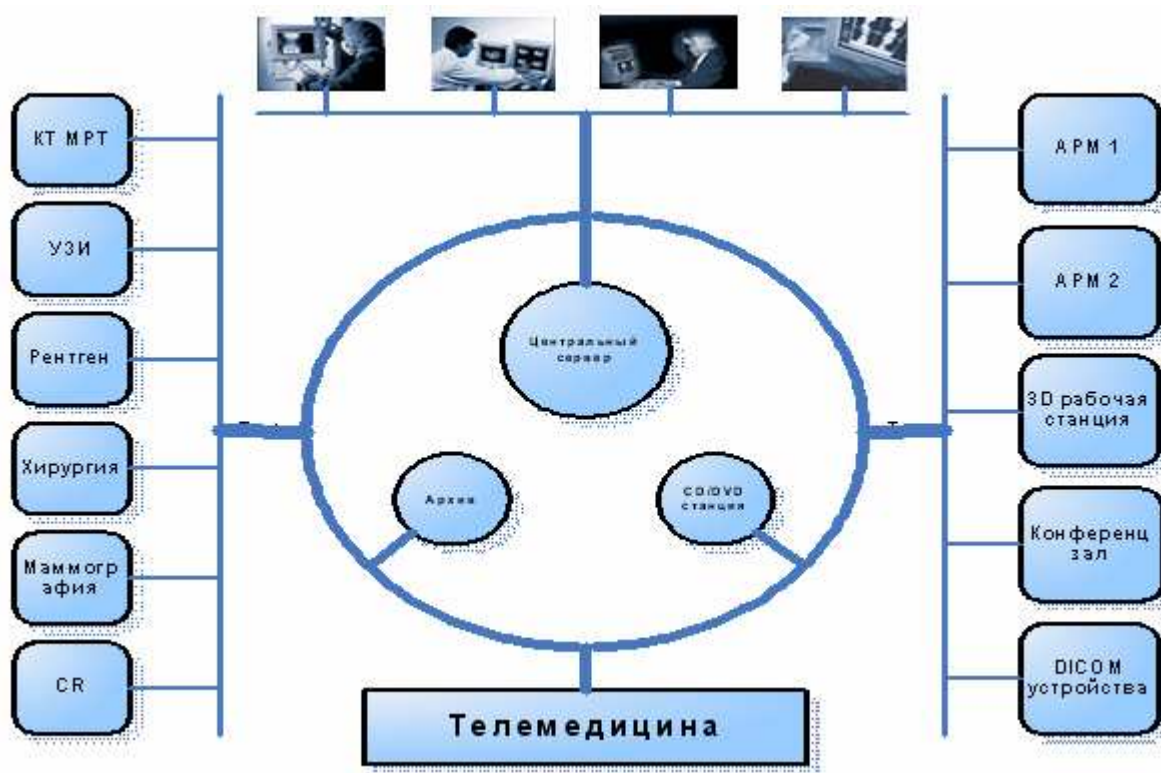 КТ МРТ
УЗИ
Рентген
Хирургия
Маммогр
афия
CR
Центральный
сервер
Архив
CD/DVD
станция
Телемедицина
АРМ 1
АРМ 2
3D рабочая
станция
Конференц
зал
DICOM
устройства